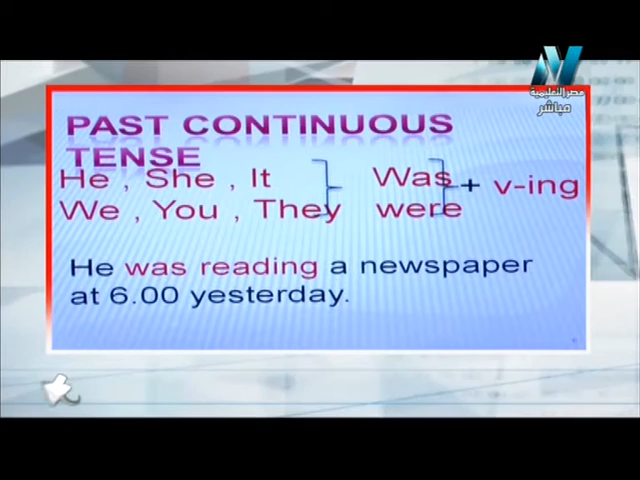 مصر التعليمية
مباشر
PAST CONTINUOUS
TENSE
He , She , It Was + v-ing
We , You , They were
He was reading a newspaper
at 6.00 yesterday.